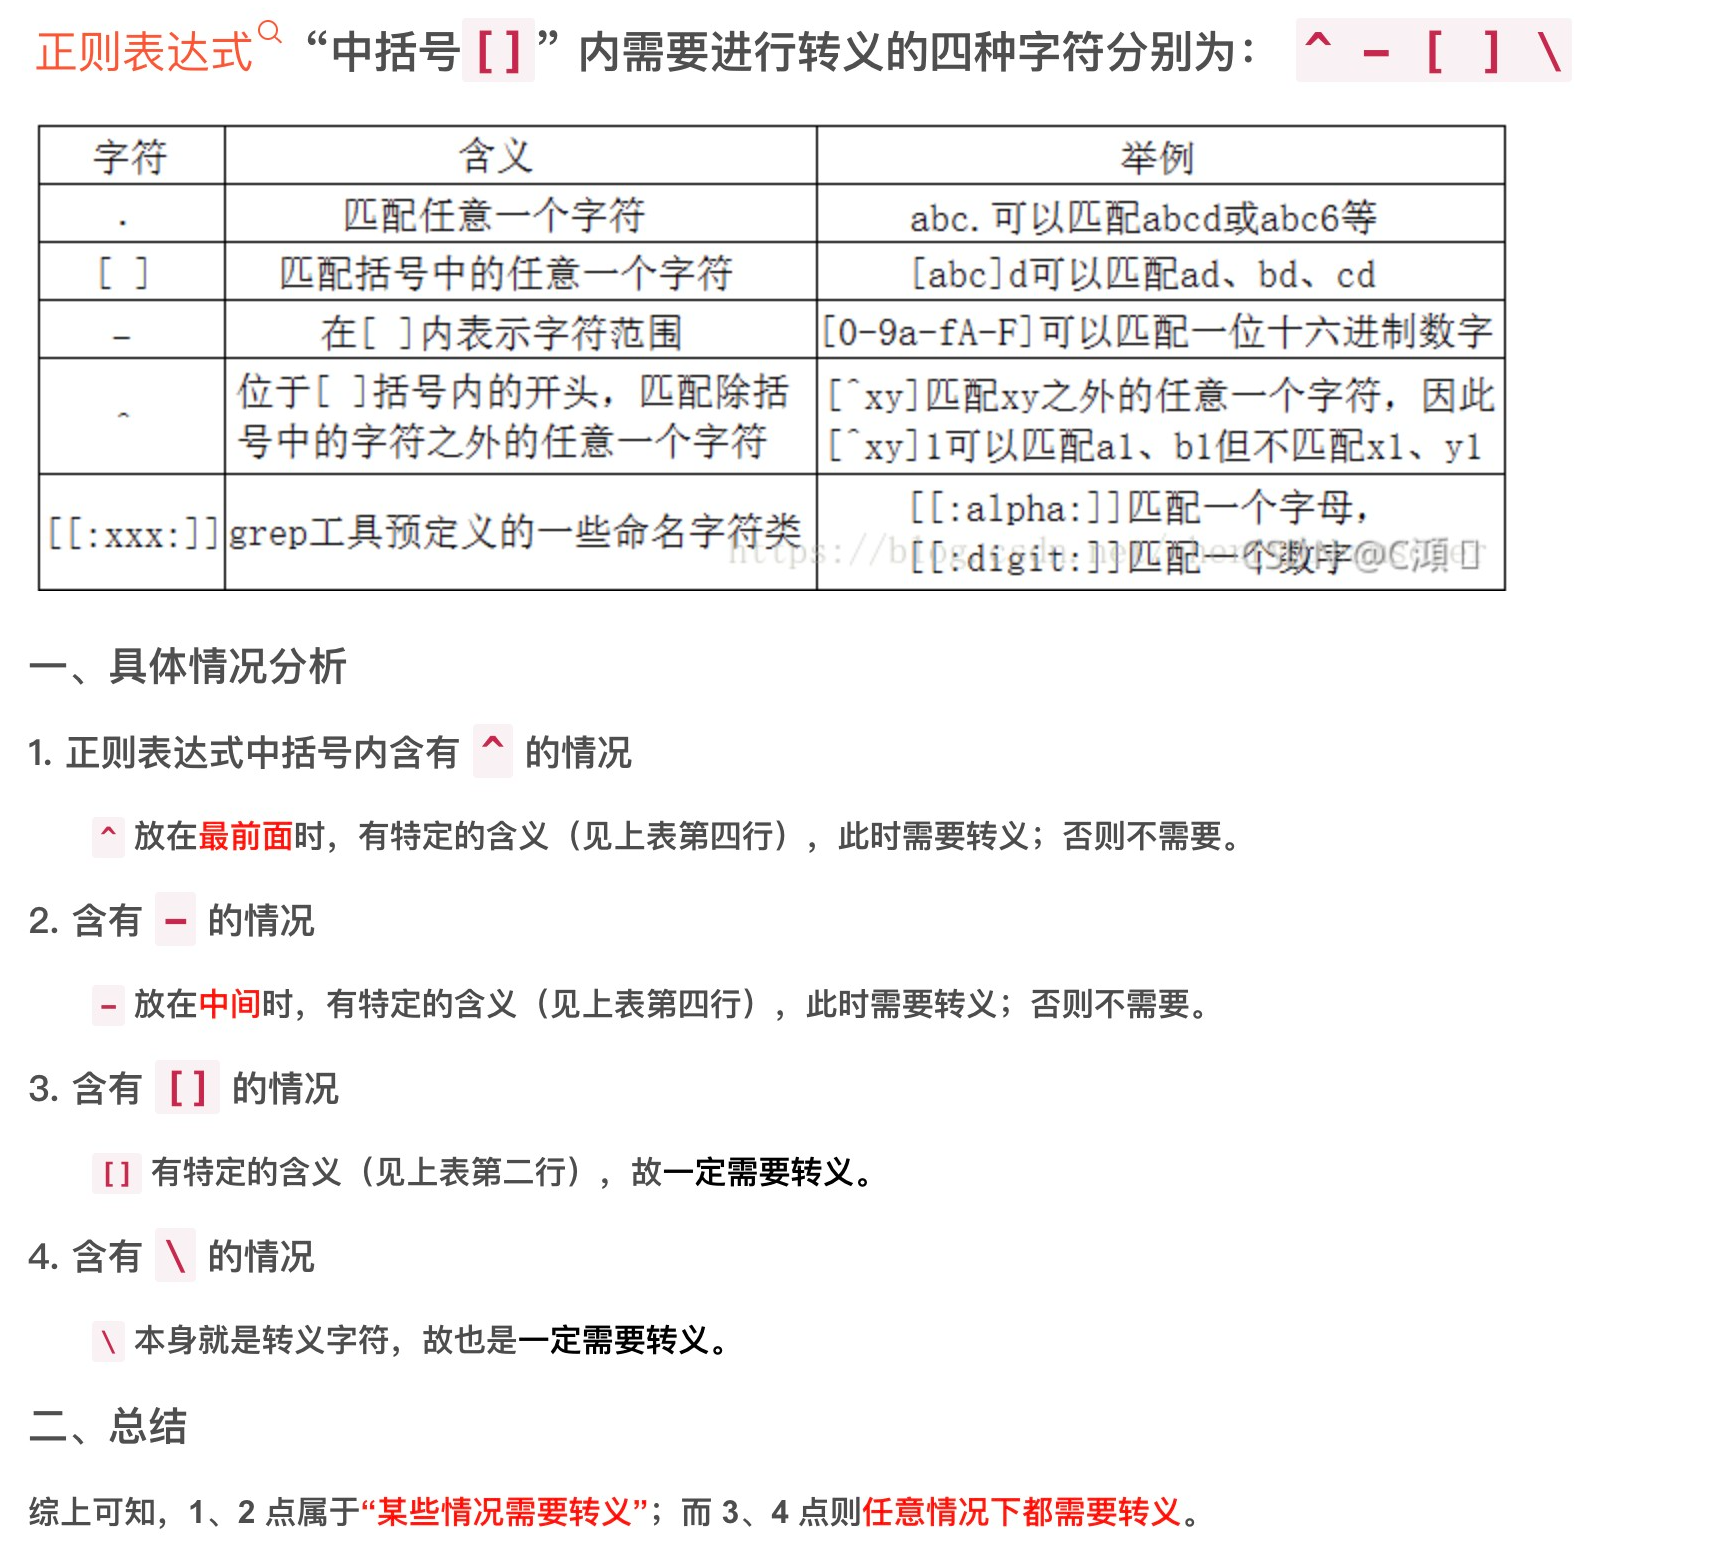 正则表达式 “中括号[]” 内需要进行转义的四种字符分别为： ^ - [ ] \
字符 含义 举例
. 匹配任意一个字符 abc.可以匹配abcd或abc6等
[ ] 匹配括号中的任意一个字符 [abc]d可以匹配ad、bd、cd
- 在[ ]内表示字符范围 [0-9a-fA-F]可以匹配一位十六进制数字
^ 位于[ ]括号内的开头，匹配除括号中的字符之外的任意一个字符 [^xy]匹配xy之外的任意一个字符，因此[^xy]1可以匹配a1、b1但不匹配x1、y1
[[:xxx:]] grep工具预定义的一些命名字符类 [[:alpha:]]匹配一个字母，[[:digit:]]匹配一个数字
CSDN @C
一、具体情况分析
1. 正则表达式中括号内含有 ^ 的情况
^ 放在最前面时，有特定的含义（见上表第四行），此时需要转义；否则不需要。
2. 含有 - 的情况
- 放在中间时，有特定的含义（见上表第四行），此时需要转义；否则不需要。
3. 含有 [] 的情况
[] 有特定的含义（见上表第二行），故一定需要转义。
4. 含有 \ 的情况
\ 本身就是转义字符，故也是一定需要转义。
二、总结
综上可知，1、2 点属于“某些情况需要转义”；而 3、4 点则任意情况下都需要转义。